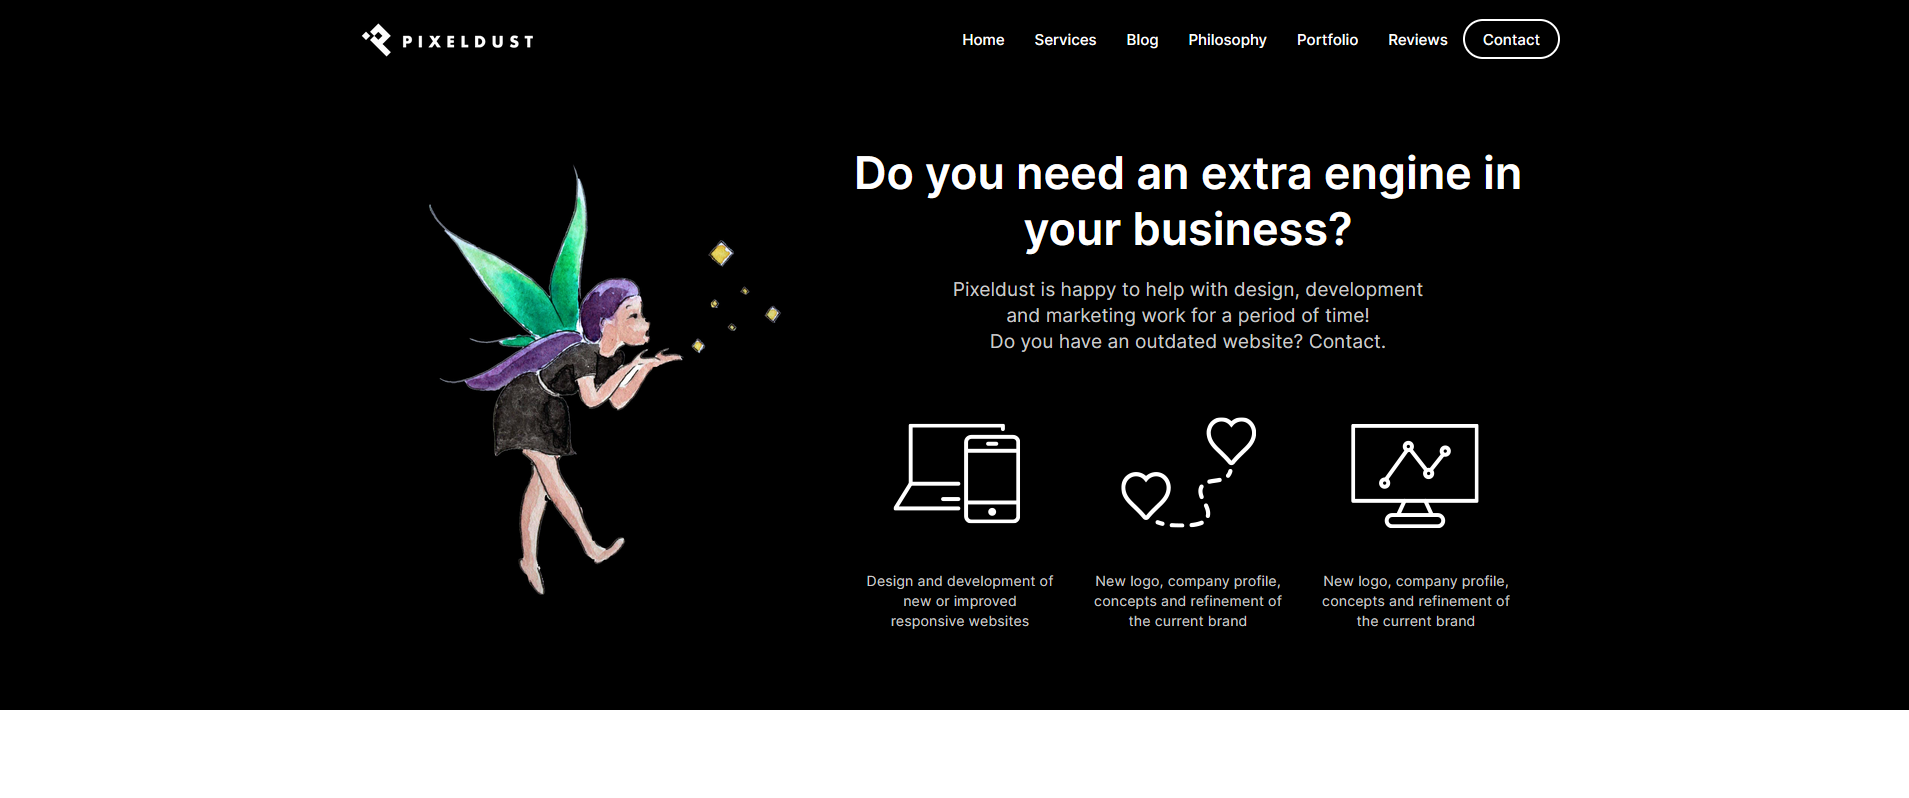 PIXELDUST
Home Services Blog Philosophy Portfolio Reviews Contact
Do you need an extra engine in
your business?
Pixeldust is happy to help with design, development
and marketing work for a period of time!
Do you have an outdated website? Contact.
Design and development of
new or improved
responsive websites
New logo, company profile,
concepts and refinement of
the current brand
New logo, company profile,
concepts and refinement of
the current brand